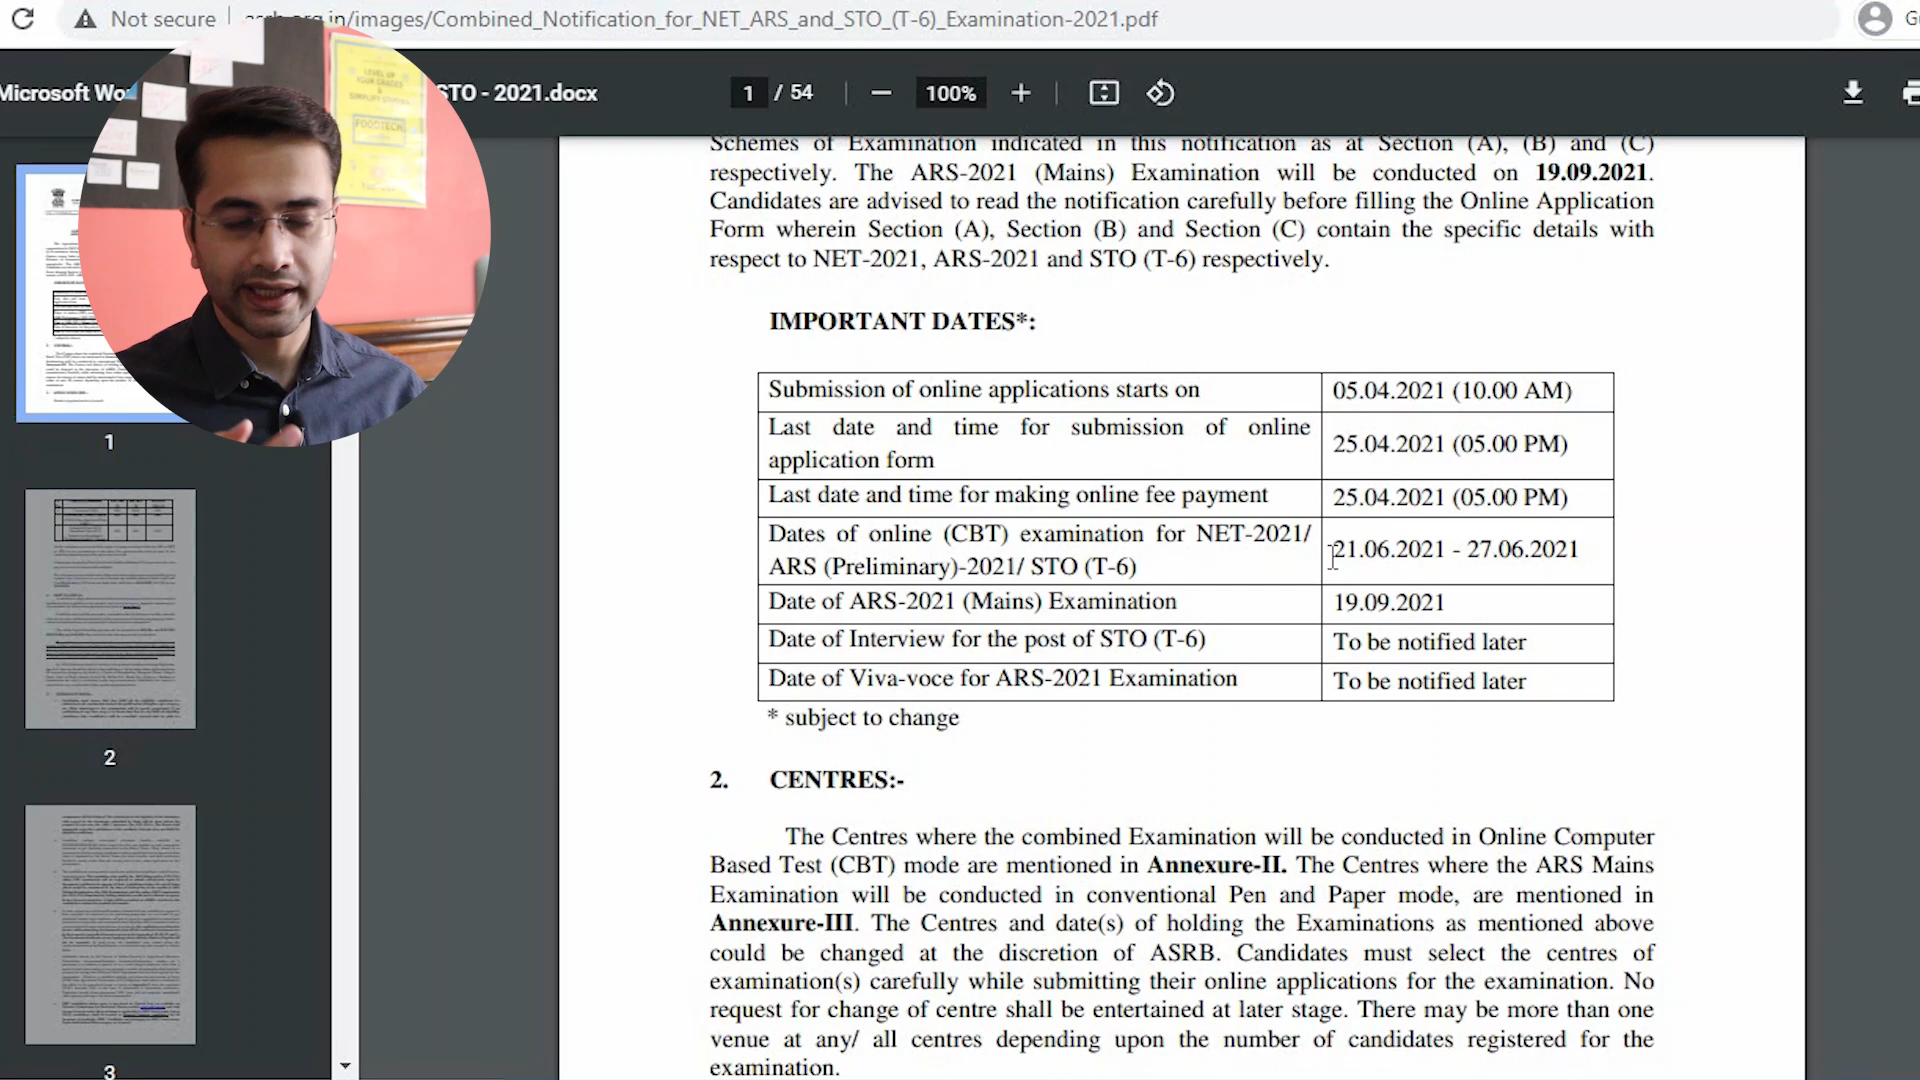 Not secure
in/images/Combined_Notification_for_NET_ARS_and_STO_(T-6)_Examination-2021.pdf
Microsoft Wo
STO - 2021.docx
1 / 54
100%
LEVEL UP
YOUR GRADES
&
SIMPLIFY STUDIES
FOODTECH
Schemes of Examination indicated in this notification as at Section (A), (B) and (C)
respectively. The ARS-2021 (Mains) Examination will be conducted on 19.09.2021.
Candidates are advised to read the notification carefully before filling the Online Application
Form wherein Section (A), Section (B) and Section (C) contain the specific details with
respect to NET-2021, ARS-2021 and STO (T-6) respectively.
IMPORTANT DATES*:
Submission of online applications starts on 05.04.2021 (10.00 AM)
Last date and time for submission of online
application form 25.04.2021 (05.00 PM)
Last date and time for making online fee payment 25.04.2021 (05.00 PM)
Dates of online (CBT) examination for NET-2021/
ARS (Preliminary)-2021/ STO (T-6) 21.06.2021 - 27.06.2021
Date of ARS-2021 (Mains) Examination 19.09.2021
Date of Interview for the post of STO (T-6) To be notified later
Date of Viva-voce for ARS-2021 Examination To be notified later
* subject to change
2. CENTRES:-
The Centres where the combined Examination will be conducted in Online Computer
Based Test (CBT) mode are mentioned in Annexure-II. The Centres where the ARS Mains
Examination will be conducted in conventional Pen and Paper mode, are mentioned in
Annexure-III. The Centres and date(s) of holding the Examinations as mentioned above
could be changed at the discretion of ASRB. Candidates must select the centres of
examination(s) carefully while submitting their online applications for the examination. No
request for change of centre shall be entertained at later stage. There may be more than one
venue at any/ all centres depending upon the number of candidates registered for the
examination.
1
2
3